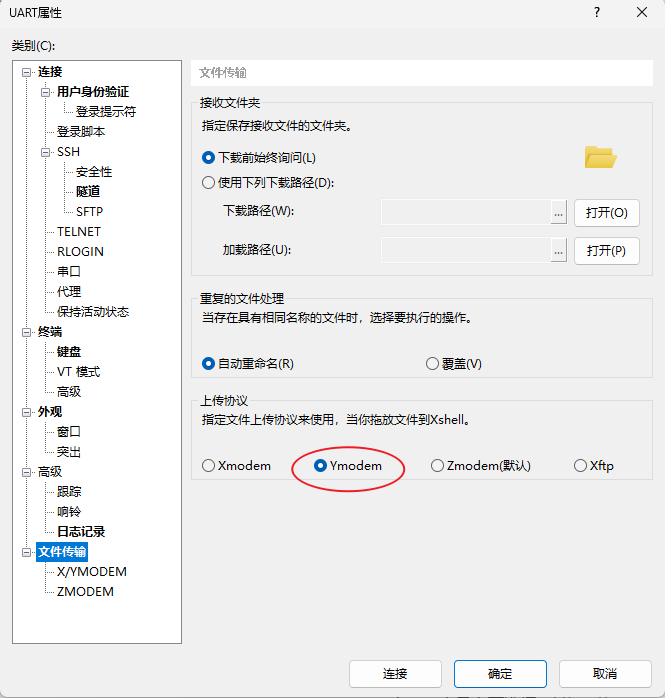 UART属性
?
类别(C):
连接
用户身份验证
登录提示符
登录脚本
SSH
安全性
隧道
SFTP
TELNET
RLOGIN
串口
代理
保持活动状态
终端
键盘
VT 模式
高级
外观
窗口
突出
高级
跟踪
响铃
日志记录
文件传输
X/YMODEM
ZMODEM
文件传输
接收文件夹
指定保存接收文件的文件夹。
下载前始终询问(L)
使用下列下载路径(D):
下载路径(W): ... 打开(O)
加载路径(U): ... 打开(P)
重复的文件处理
当存在具有相同名称的文件时，选择要执行的操作。
自动重命名(R) 覆盖(V)
上传协议
指定文件上传协议来使用，当你拖放文件到Xshell。
Xmodem Ymodem Zmodem(默认) Xftp
连接 确定 取消